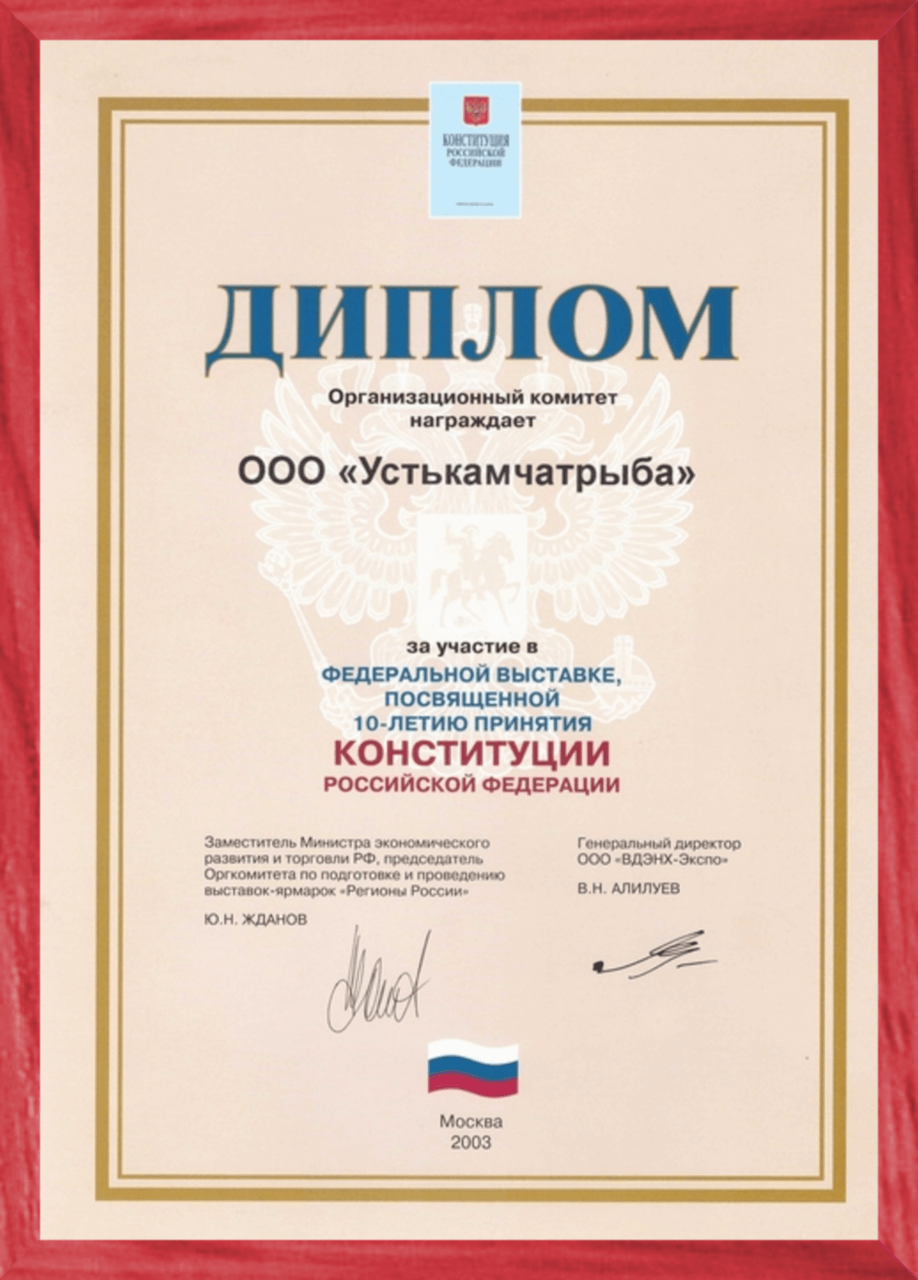 КОНСТИТУЦИЯ
РОССИЙСКОЙ
ФЕДЕРАЦИИ
ДИПЛОМ
Организационный комитет
награждает
ООО «Устькамчатрыба»
за участие в
ФЕДЕРАЛЬНОЙ ВЫСТАВКЕ,
ПОСВЯЩЕННОЙ
10-ЛЕТИЮ ПРИНЯТИЯ
КОНСТИТУЦИИ
РОССИЙСКОЙ ФЕДЕРАЦИИ
Заместитель Министра экономического
развития и торговли РФ, председатель
Оргкомитета по подготовке и проведению
выставок-ярмарок «Регионы России»
Ю.Н. ЖДАНОВ
Генеральный директор
ООО «ВДЭНХ-Экспо»
В.Н. АЛИЛУЕВ
Москва
2003